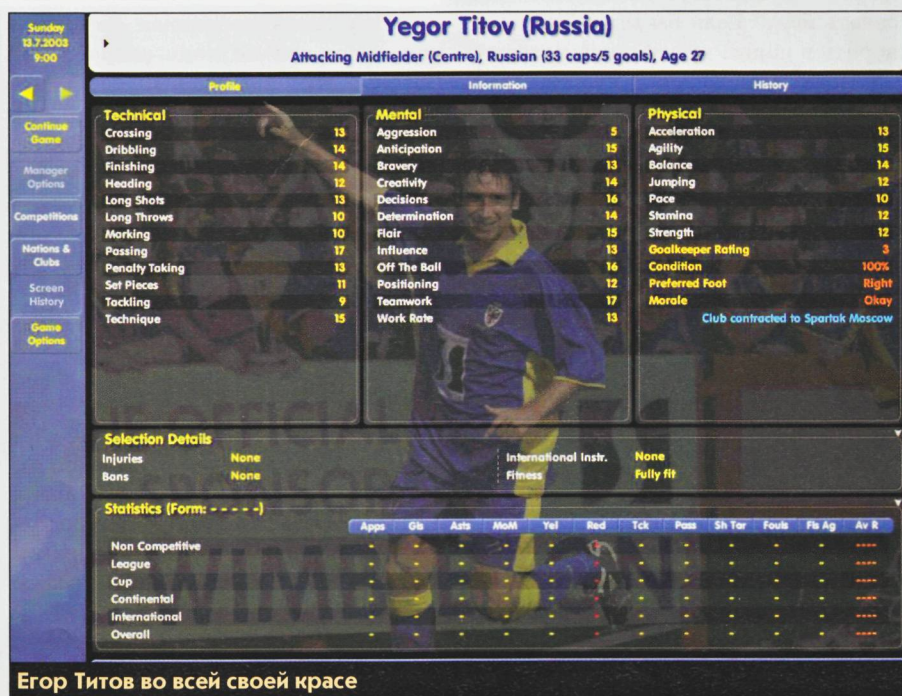 Sunday
13.7.2003
9:00
Yegor Titov (Russia)
Attacking Midfielder (Centre), Russian (33 caps/5 goals), Age 27
Profile Information History
Continue
Game
Manager
Options
Competitions
Nations &
Clubs
Screen
History
Game
Options
Technical
Crossing 13
Dribbling 14
Finishing 14
Heading 12
Long Shots 13
Long Throws 10
Marking 10
Passing 17
Penalty Taking 13
Set Pieces 11
Tackling 9
Technique 15
Mental
Aggression 5
Anticipation 15
Bravery 13
Creativity 14
Decisions 16
Determination 14
Flair 15
Influence 13
Off The Ball 16
Positioning 12
Teamwork 17
Work Rate 13
Physical
Acceleration 13
Agility 15
Balance 14
Jumping 12
Pace 10
Stamina 12
Strength 12
Goalkeeper Rating 3
Condition 100%
Preferred Foot Right
Morale Okay
Club contracted to Spartak Moscow
Selection Details
Injuries None
Bans None
International Instr. None
Fitness Fully fit
Statistics (Form: - - - - -)
Apps Gls Asts MoM Yel Red Tck Pass Sh Tar Fouls Fls Ag Av R
Non Competitive - - - - - - - - - - - ----
League - - - - - - - - - - - ----
Cup - - - - - - - - - - - ----
Continental - - - - - - - - - - - ----
International - - - - - - - - - - - ----
Overall - - - - - - - - - - - ----
Егор Титов во всей своей красе